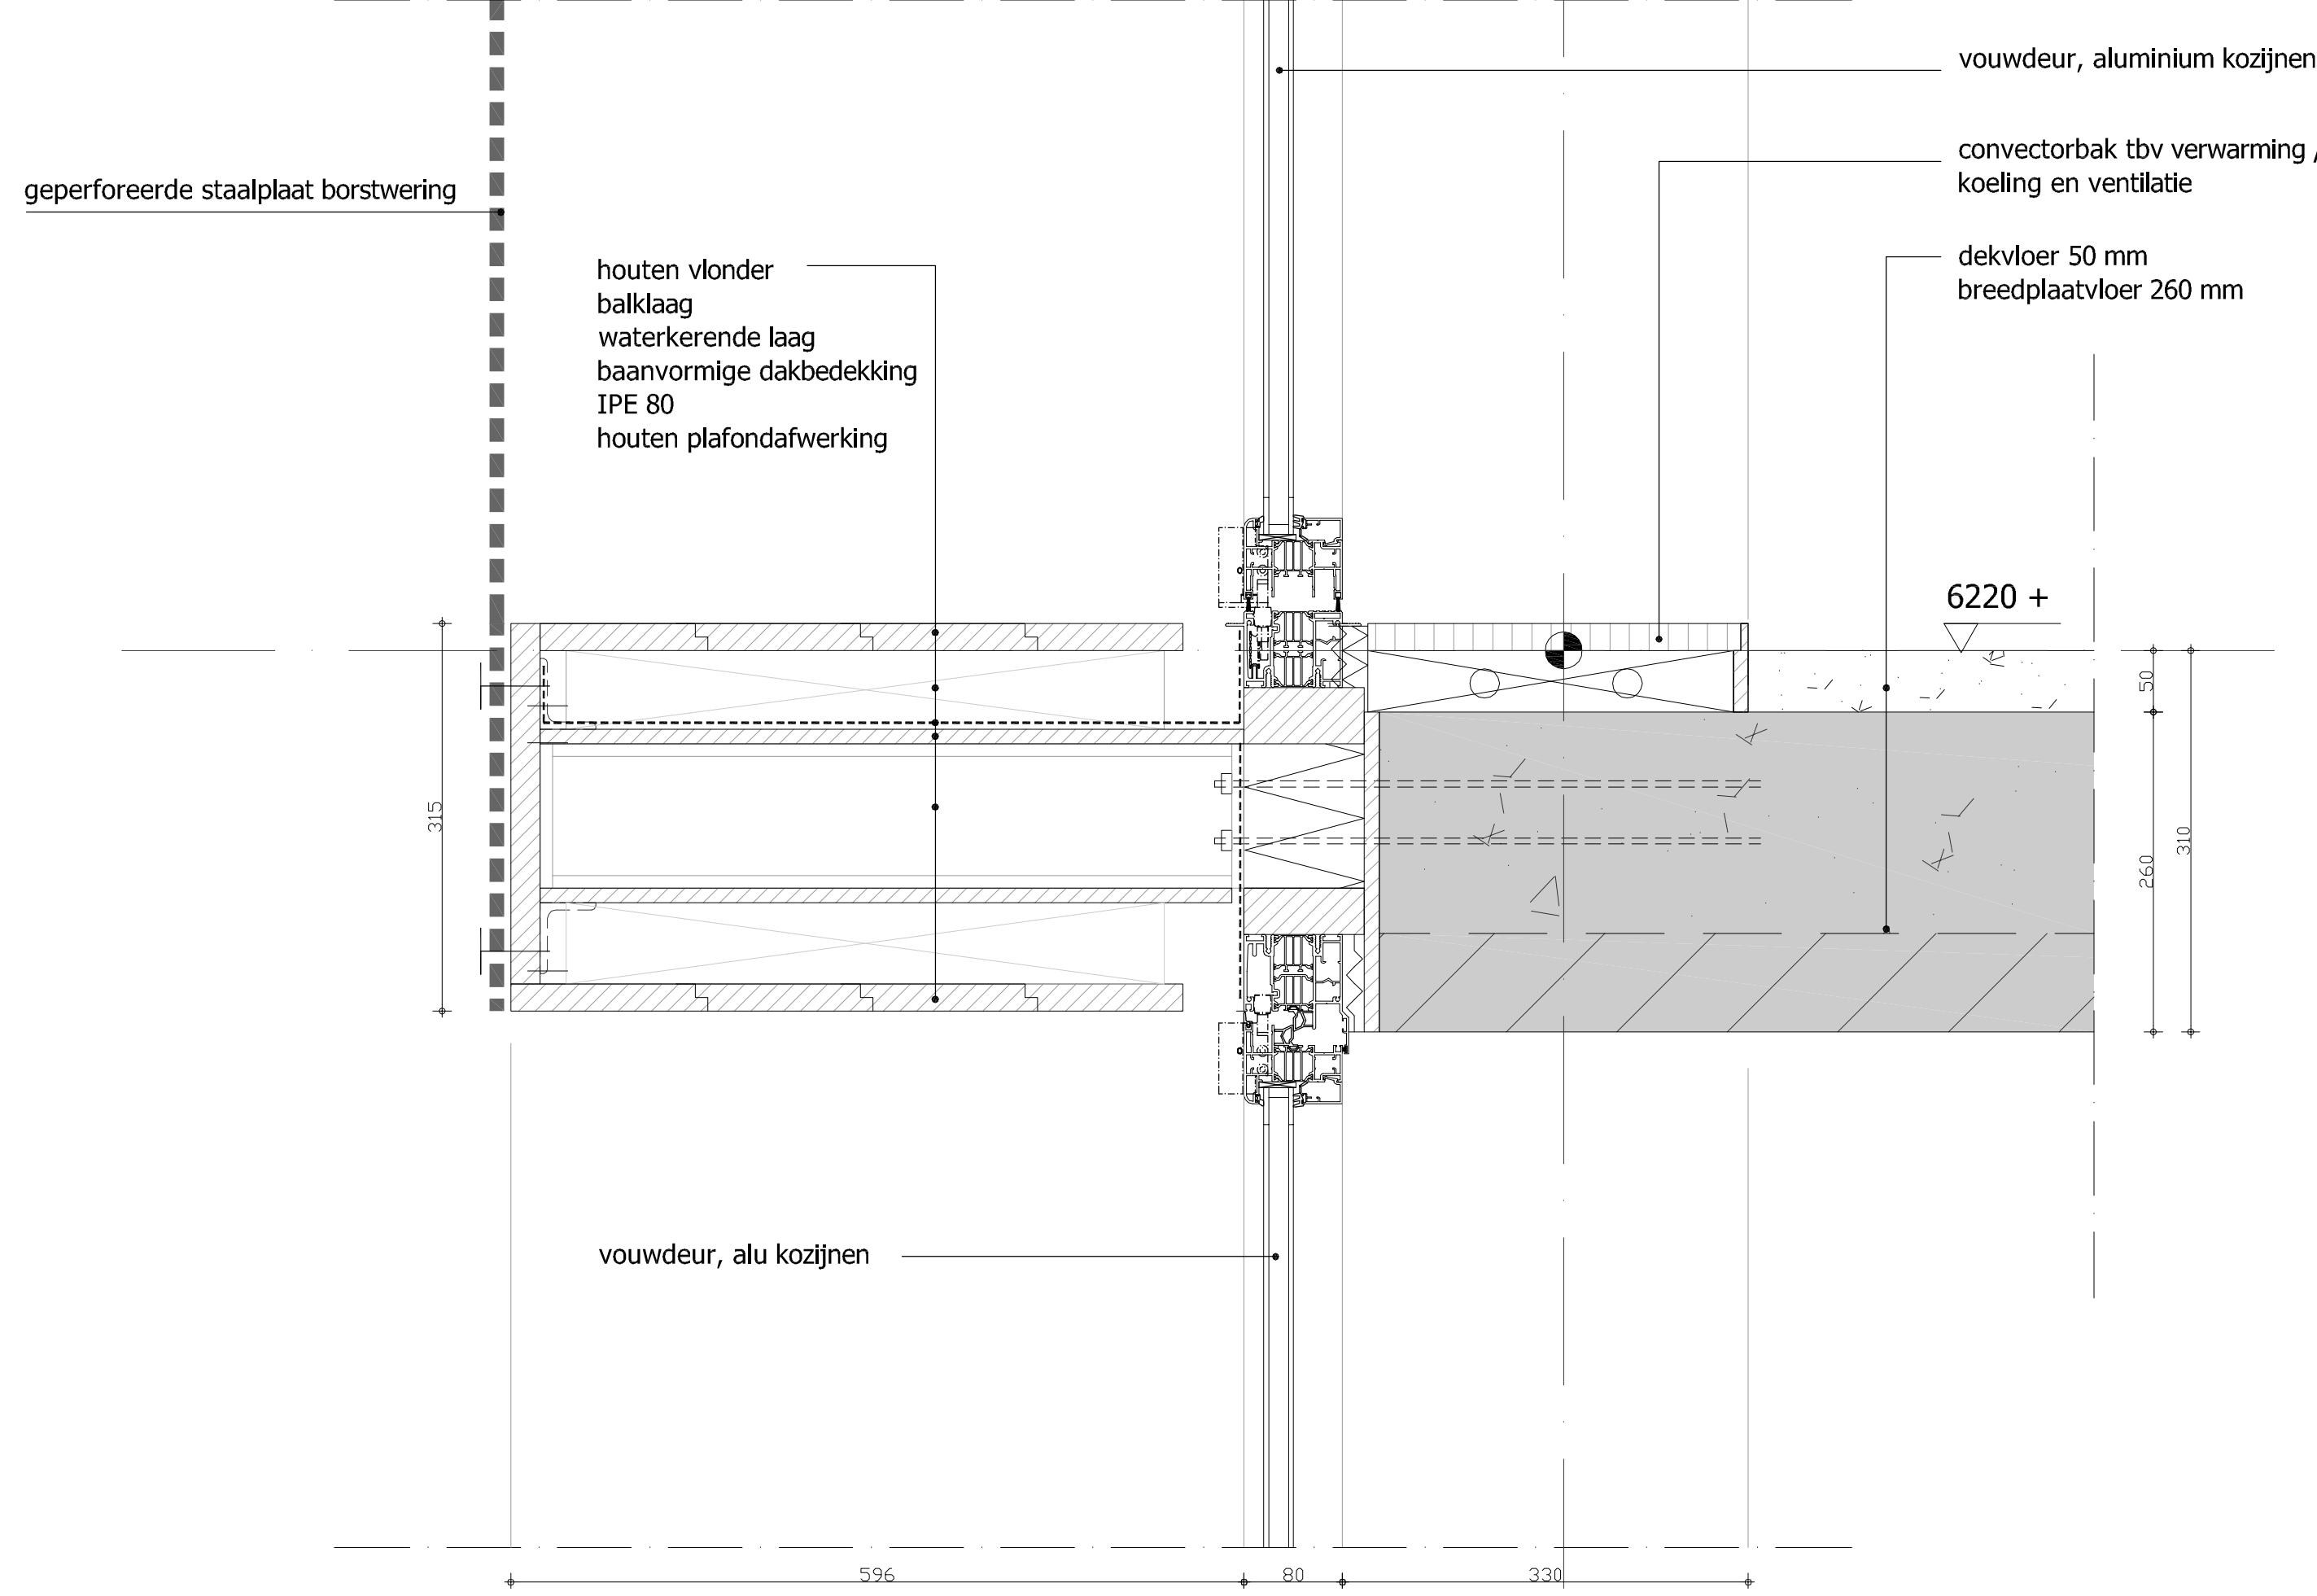 vouwdeur, aluminium kozijnen
convectorbak tbv verwarming /
koeling en ventilatie
geperforeerde staalplaat borstwering
dekvloer 50 mm
breedplaatvloer 260 mm
houten vlonder
balklaag
waterkerende laag
baanvormige dakbedekking
IPE 80
houten plafondafwerking
6220 +
50
315
310
260
vouwdeur, alu kozijnen
596
80
330